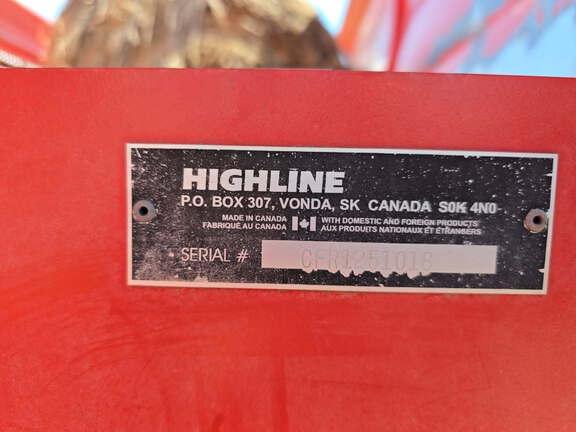 HIGHLINE
P.O. BOX 307, VONDA, SK CANADA S0K 4N0
MADE IN CANADA WITH DOMESTIC AND FOREIGN PRODUCTS
FABRIQUÉ AU CANADA AUX PRODUITS NATIONAUX ET ÉTRANGERS
SERIAL #